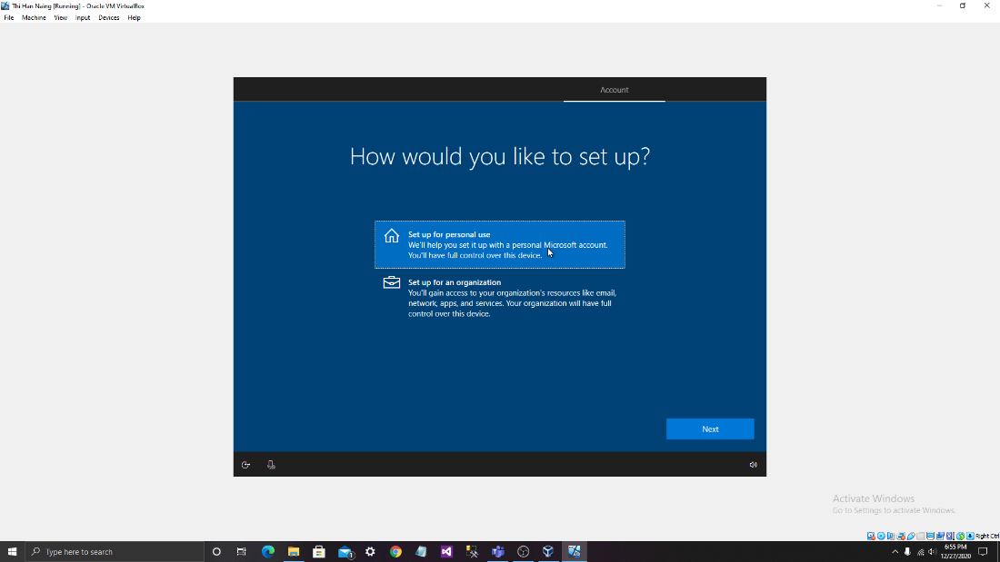 Thi Han Naing [Running] - Oracle VM VirtualBox
File Machine View Input Devices Help
Account
How would you like to set up?
Set up for personal use
We'll help you set it up with a personal Microsoft account.
You'll have full control over this device.
Set up for an organization
You'll gain access to your organization's resources like email,
network, apps, and services. Your organization will have full
control over this device.
Next
Activate Windows
Go to Settings to activate Windows.
Right Ctrl
Type here to search
6:55 PM
12/27/2020